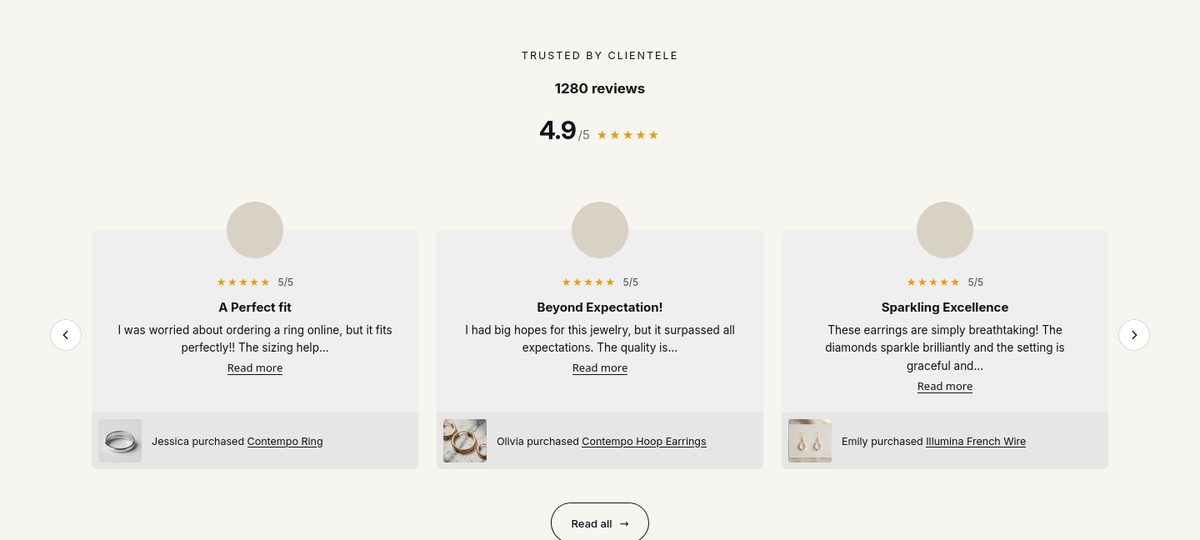 TRUSTED BY CLIENTELE
1280 reviews
4.9/5 ★★★★★
★★★★★ 5/5
A Perfect fit
I was worried about ordering a ring online, but it fits
perfectly!! The sizing help...
Read more
Jessica purchased Contempo Ring
★★★★★ 5/5
Beyond Expectation!
I had big hopes for this jewelry, but it surpassed all
expectations. The quality is...
Read more
Olivia purchased Contempo Hoop Earrings
★★★★★ 5/5
Sparkling Excellence
These earrings are simply breathtaking! The
diamonds sparkle brilliantly and the setting is
graceful and...
Read more
Emily purchased Illumina French Wire
Read all →